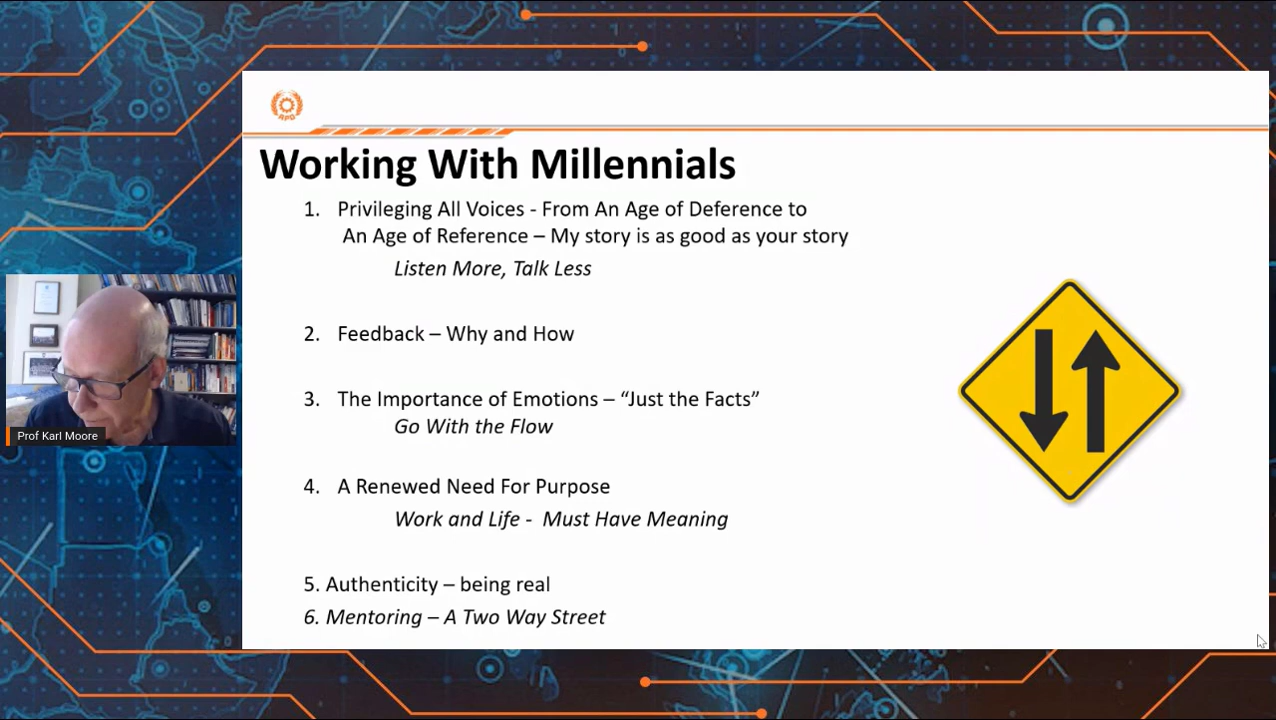 APO
Working With Millennials
1. Privileging All Voices - From An Age of Deference to
An Age of Reference – My story is as good as your story
Listen More, Talk Less
2. Feedback – Why and How
3. The Importance of Emotions – “Just the Facts”
Go With the Flow
4. A Renewed Need For Purpose
Work and Life - Must Have Meaning
5. Authenticity – being real
6. Mentoring – A Two Way Street
Prof Karl Moore